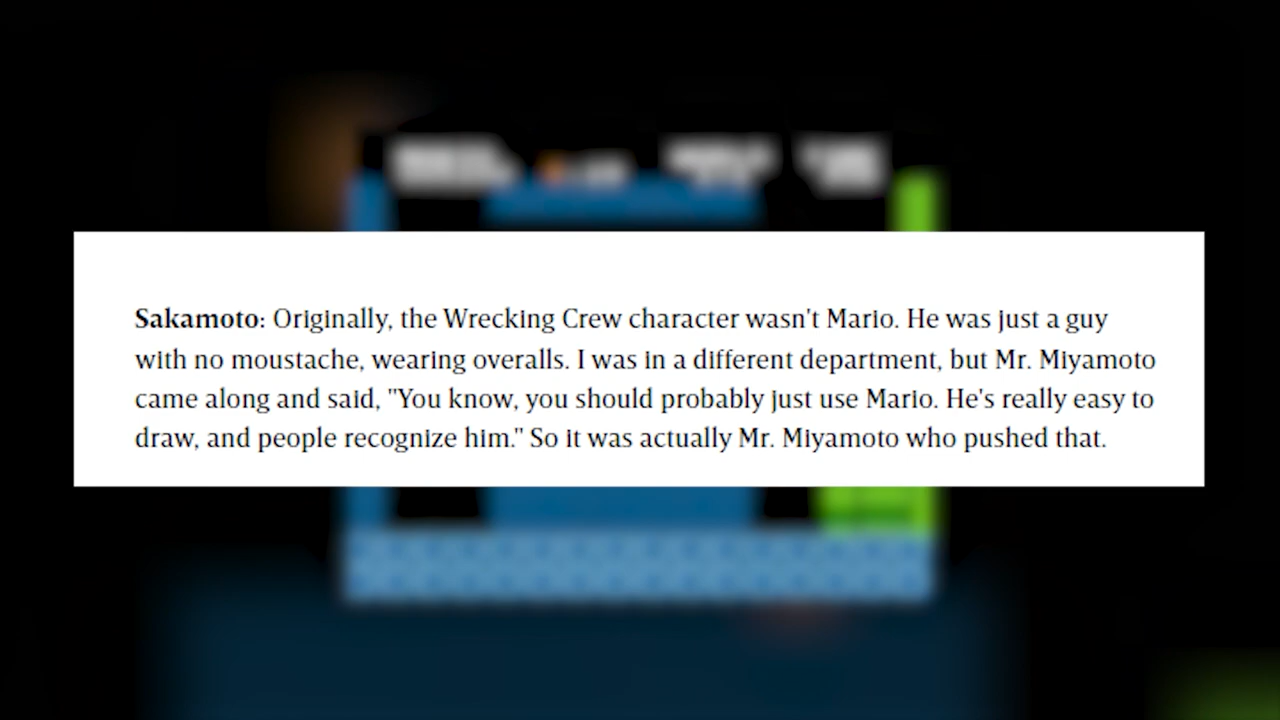 Sakamoto: Originally, the Wrecking Crew character wasn't Mario. He was just a guy
with no moustache, wearing overalls. I was in a different department, but Mr. Miyamoto
came along and said, "You know, you should probably just use Mario. He's really easy to
draw, and people recognize him." So it was actually Mr. Miyamoto who pushed that.